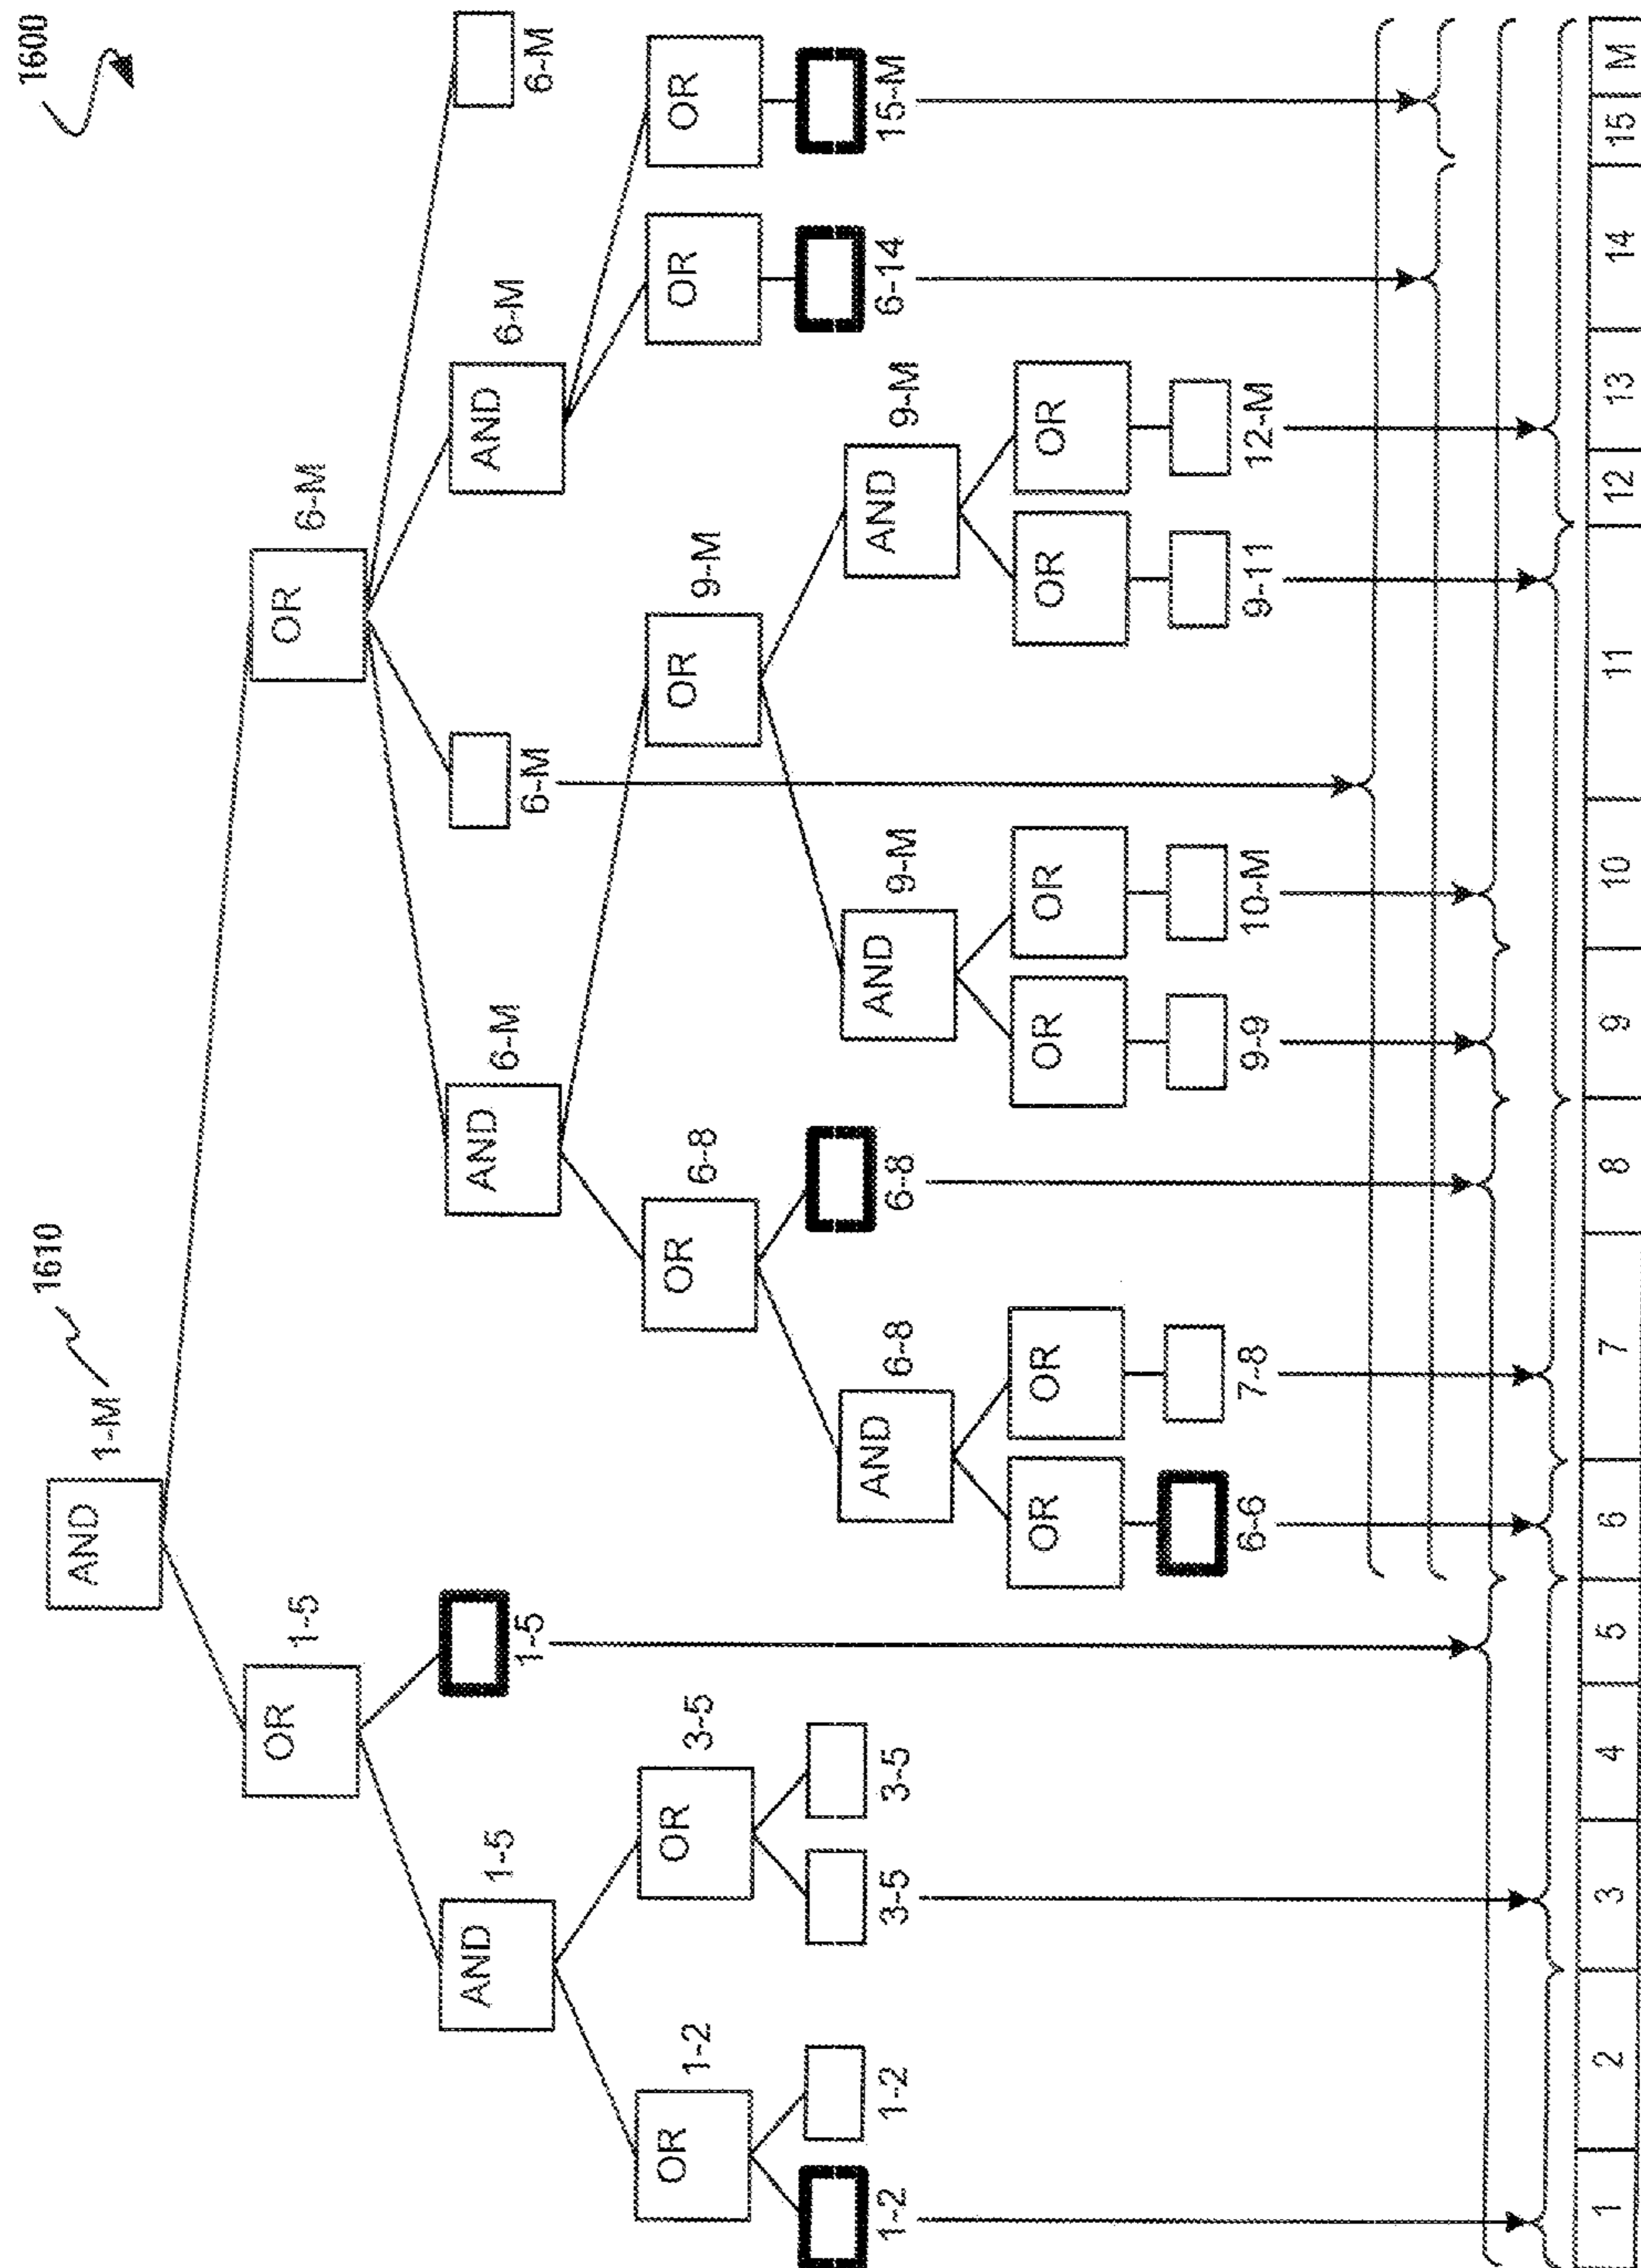 1600
1610
AND 1-M
OR 1-5
OR 6-M
AND 1-5
1-5
AND 6-M
6-M
AND 6-M
6-M
OR 1-2
OR 3-5
OR 6-8
OR 9-M
OR
OR
1-2
1-2
3-5
3-5
AND 6-8
6-8
AND 9-M
AND 9-M
6-14
15-M
OR
OR
OR
OR
OR
OR
6-6
7-8
9-9
10-M
9-11
12-M
1 2 3 4 5 6 7 8 9 10 11 12 13 14 15 M